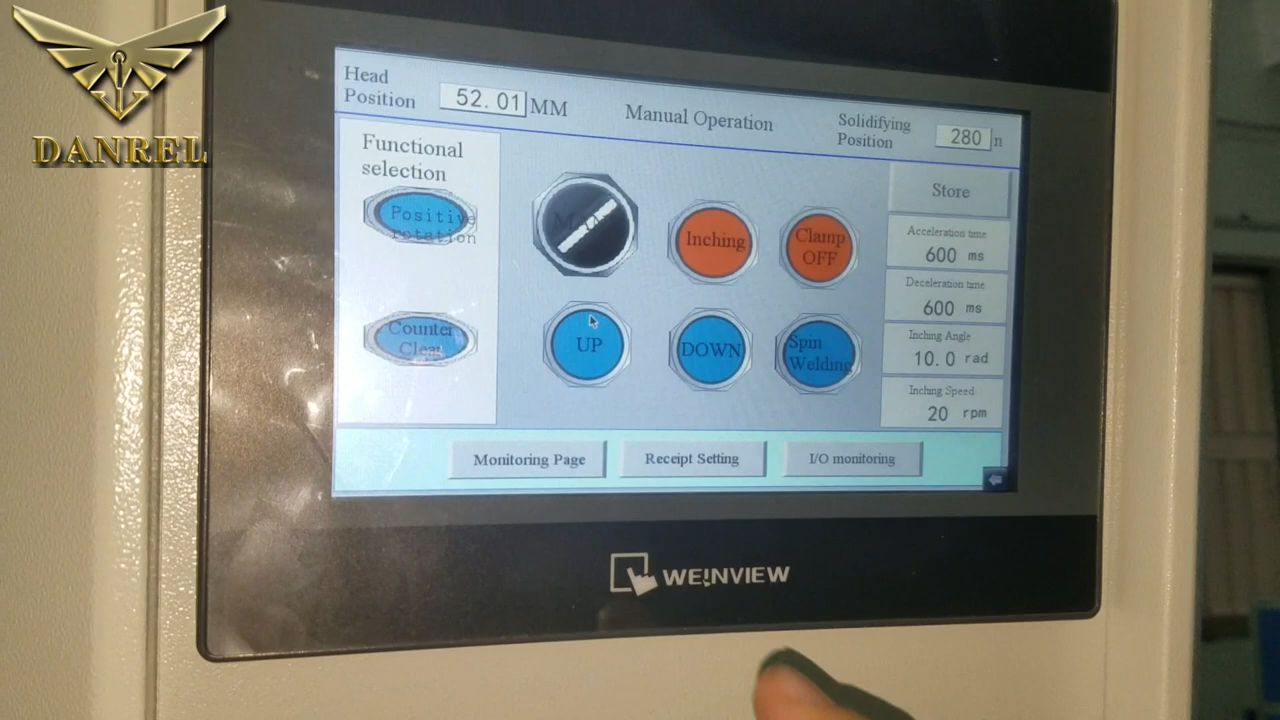 DANREL
Head
Position
52.01 MM
Manual Operation
Solidifying
Position
280 n
Functional
selection
Positive
rotation
Counter
Clear
Inching
Clamp
OFF
UP
DOWN
Spin
Welding
Store
Acceleration time
600 ms
Deceleration time
600 ms
Inching Angle
10.0 rad
Inching Speed
20 rpm
Monitoring Page
Receipt Setting
I/O monitoring
WEINVIEW